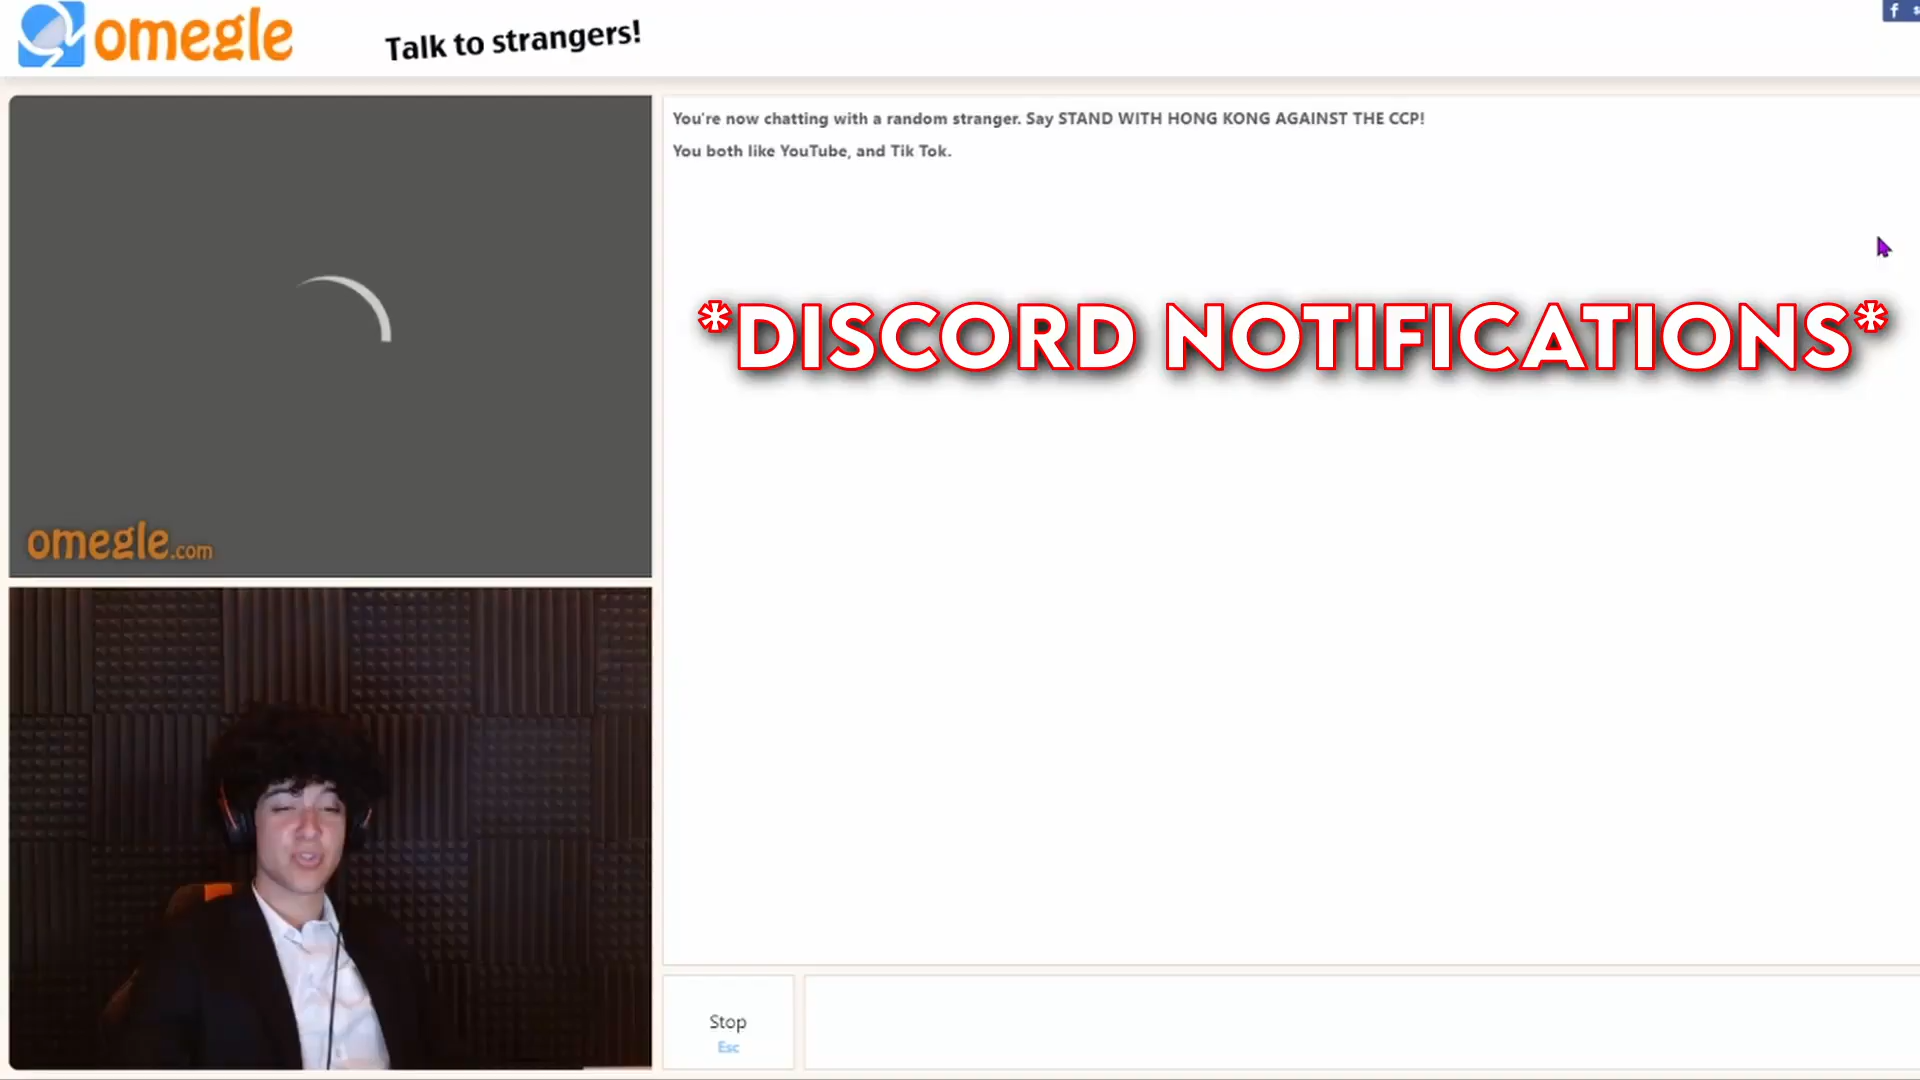 omegle
Talk to strangers!
f s
You're now chatting with a random stranger. Say STAND WITH HONG KONG AGAINST THE CCP!
You both like YouTube, and Tik Tok.
*DISCORD NOTIFICATIONS*
omegle.com
Stop
Esc